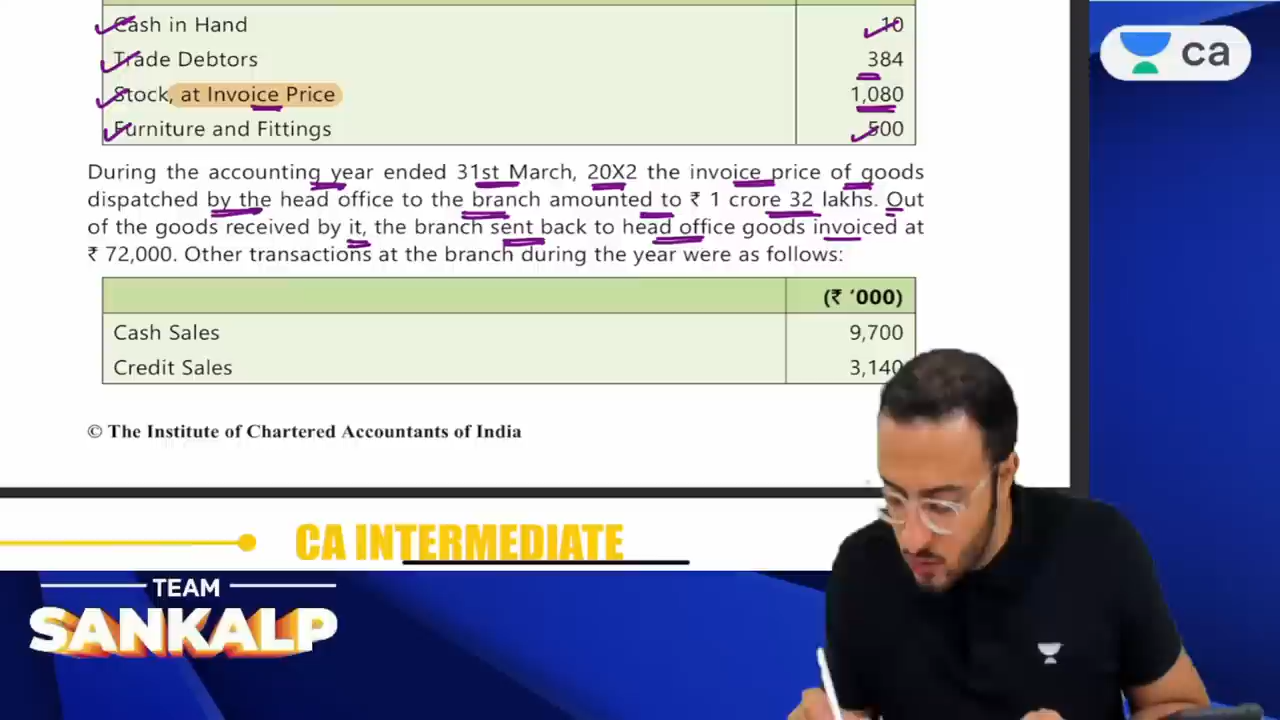 Cash in Hand 10
Trade Debtors 384
Stock, at Invoice Price 1,080
Furniture and Fittings 500
During the accounting year ended 31st March, 20X2 the invoice price of goods
dispatched by the head office to the branch amounted to ₹ 1 crore 32 lakhs. Out
of the goods received by it, the branch sent back to head office goods invoiced at
₹ 72,000. Other transactions at the branch during the year were as follows:
(₹ ‘000)
Cash Sales 9,700
Credit Sales 3,140
© The Institute of Chartered Accountants of India
CA INTERMEDIATE
TEAM
SANKALP
ca